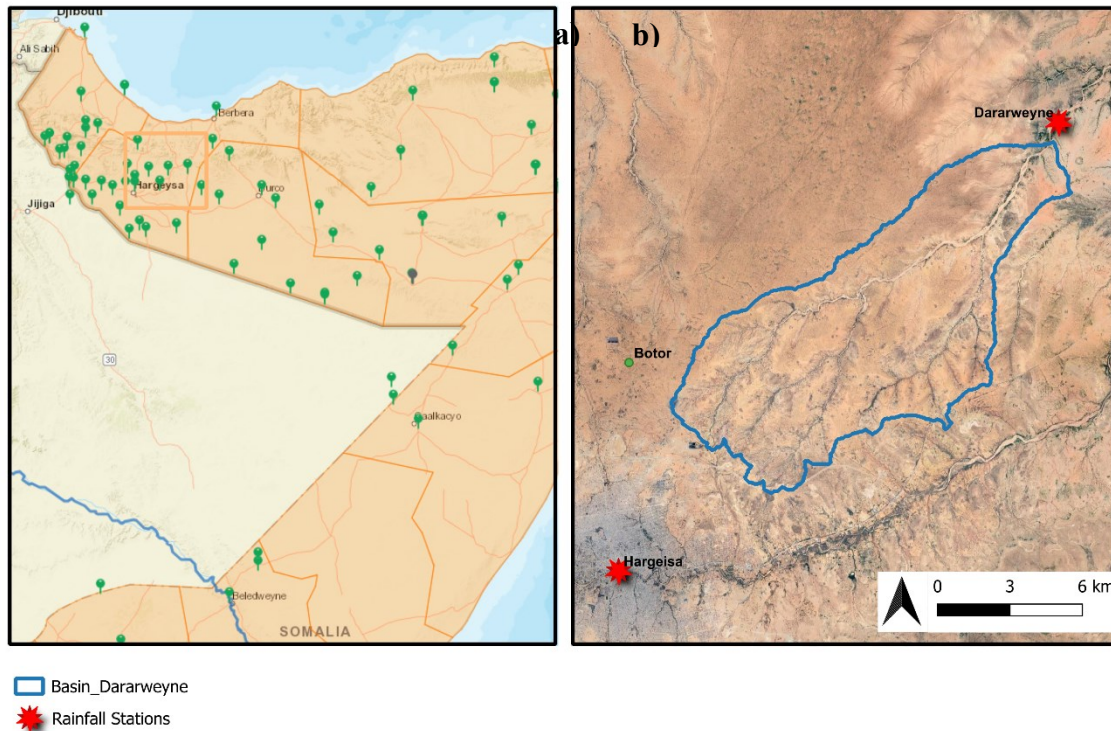 Djibouti
Ali Sabih
Berbera
Hargeysa
Jijiga
30
Gaalkacyo
Beledweyne
SOMALIA
a)
b)
Dararweyne
Botor
Hargeisa
0 3 6 km
Basin_Dararweyne
Rainfall Stations